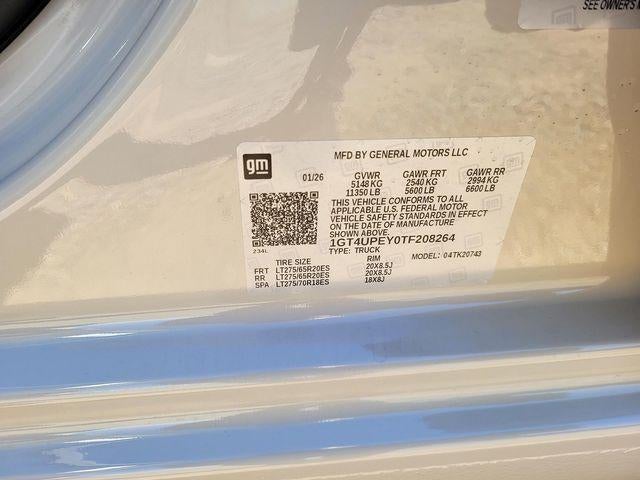 SEE OWNER'S
gm
MFD BY GENERAL MOTORS LLC
01/26 GVWR GAWR FRT GAWR RR
5148 KG 2540 KG 2994 KG
11350 LB 5600 LB 6600 LB
THIS VEHICLE CONFORMS TO ALL
APPLICABLE U.S. FEDERAL MOTOR
VEHICLE SAFETY STANDARDS IN EFFECT
ON THE DATE OF MANUFACTURE
SHOWN ABOVE.
1GT4UPEY0TF208264
TYPE: TRUCK
234L
TIRE SIZE RIM MODEL: 04TK20743
FRT LT275/65R20ES 20X8.5J
RR LT275/65R20ES 20X8.5J
SPA LT275/70R18ES 18X8J